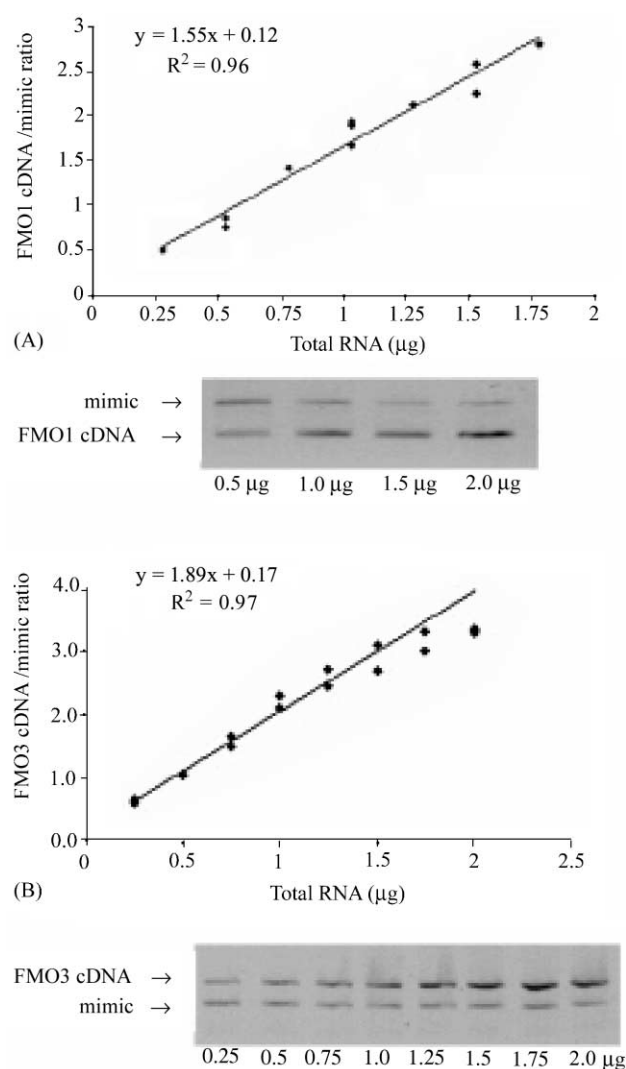 y = 1.55x + 0.12
R² = 0.96
FMO1 cDNA /mimic ratio
3
2.5
2
1.5
1
0.5
0
0 0.25 0.5 0.75 1 1.25 1.5 1.75 2
Total RNA (µg)
(A)
mimic →
FMO1 cDNA →
0.5 µg 1.0 µg 1.5 µg 2.0 µg
y = 1.89x + 0.17
R² = 0.97
FMO3 cDNA /mimic ratio
4.0
3.0
2.0
1.0
0.0
0 0.5 1 1.5 2 2.5
Total RNA (µg)
(B)
FMO3 cDNA →
mimic →
0.25 0.5 0.75 1.0 1.25 1.5 1.75 2.0 µg